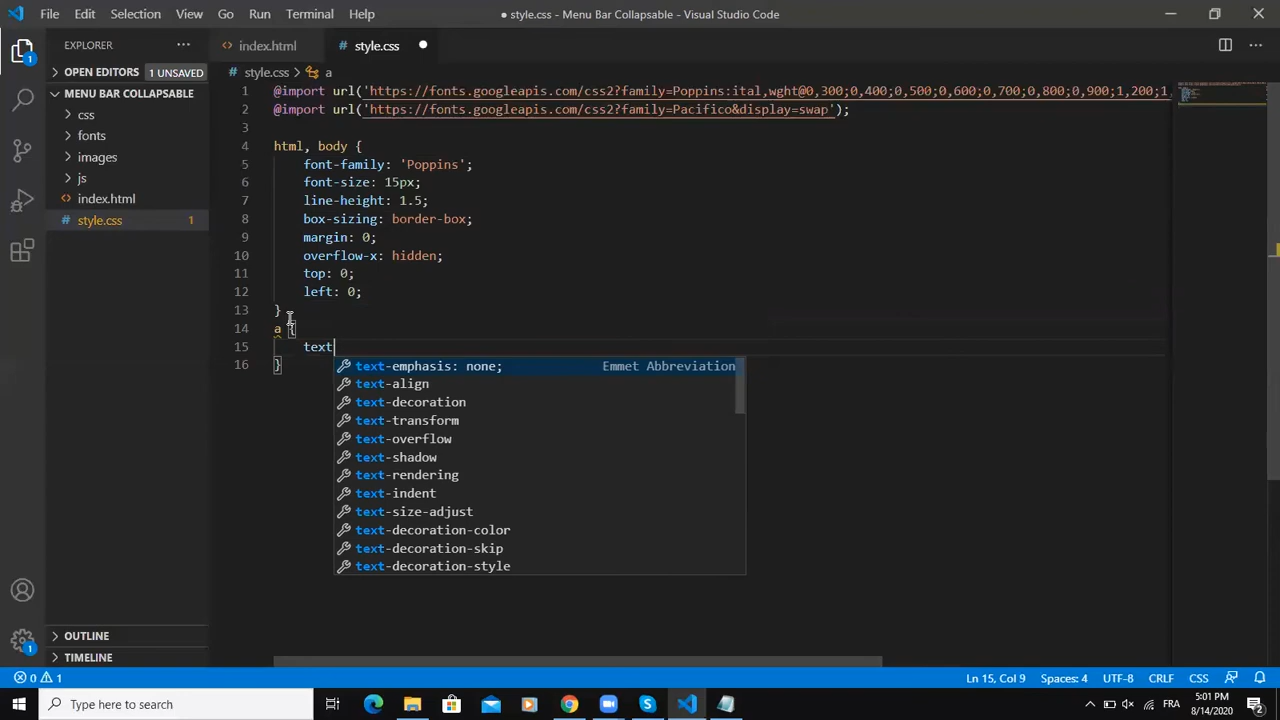 File Edit Selection View Go Run Terminal Help
● style.css - Menu Bar Collapsable - Visual Studio Code
EXPLORER
index.html
style.css
OPEN EDITORS 1 UNSAVED
style.css > a
MENU BAR COLLAPSABLE
css
fonts
images
js
index.html
style.css 1
OUTLINE
TIMELINE
1 @import url('https://fonts.googleapis.com/css2?family=Poppins:ital,wght@0,300;0,400;0,500;0,600;0,700;0,800;0,900;1,200;1,
2 @import url('https://fonts.googleapis.com/css2?family=Pacifico&display=swap');
3
4 html, body {
5 font-family: 'Poppins';
6 font-size: 15px;
7 line-height: 1.5;
8 box-sizing: border-box;
9 margin: 0;
10 overflow-x: hidden;
11 top: 0;
12 left: 0;
13 }
14 a {
15 text
16 }
text-emphasis: none; Emmet Abbreviation
text-align
text-decoration
text-transform
text-overflow
text-shadow
text-rendering
text-indent
text-size-adjust
text-decoration-color
text-decoration-skip
text-decoration-style
1
1
0 1
Ln 15, Col 9 Spaces: 4 UTF-8 CRLF CSS
Type here to search
FRA
5:01 PM
8/14/2020
2